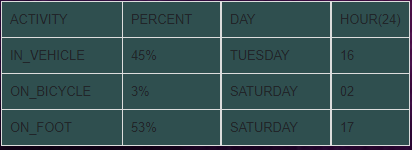 ACTIVITY PERCENT DAY HOUR(24)
IN_VEHICLE 45% TUESDAY 16
ON_BICYCLE 3% SATURDAY 02
ON_FOOT 53% SATURDAY 17